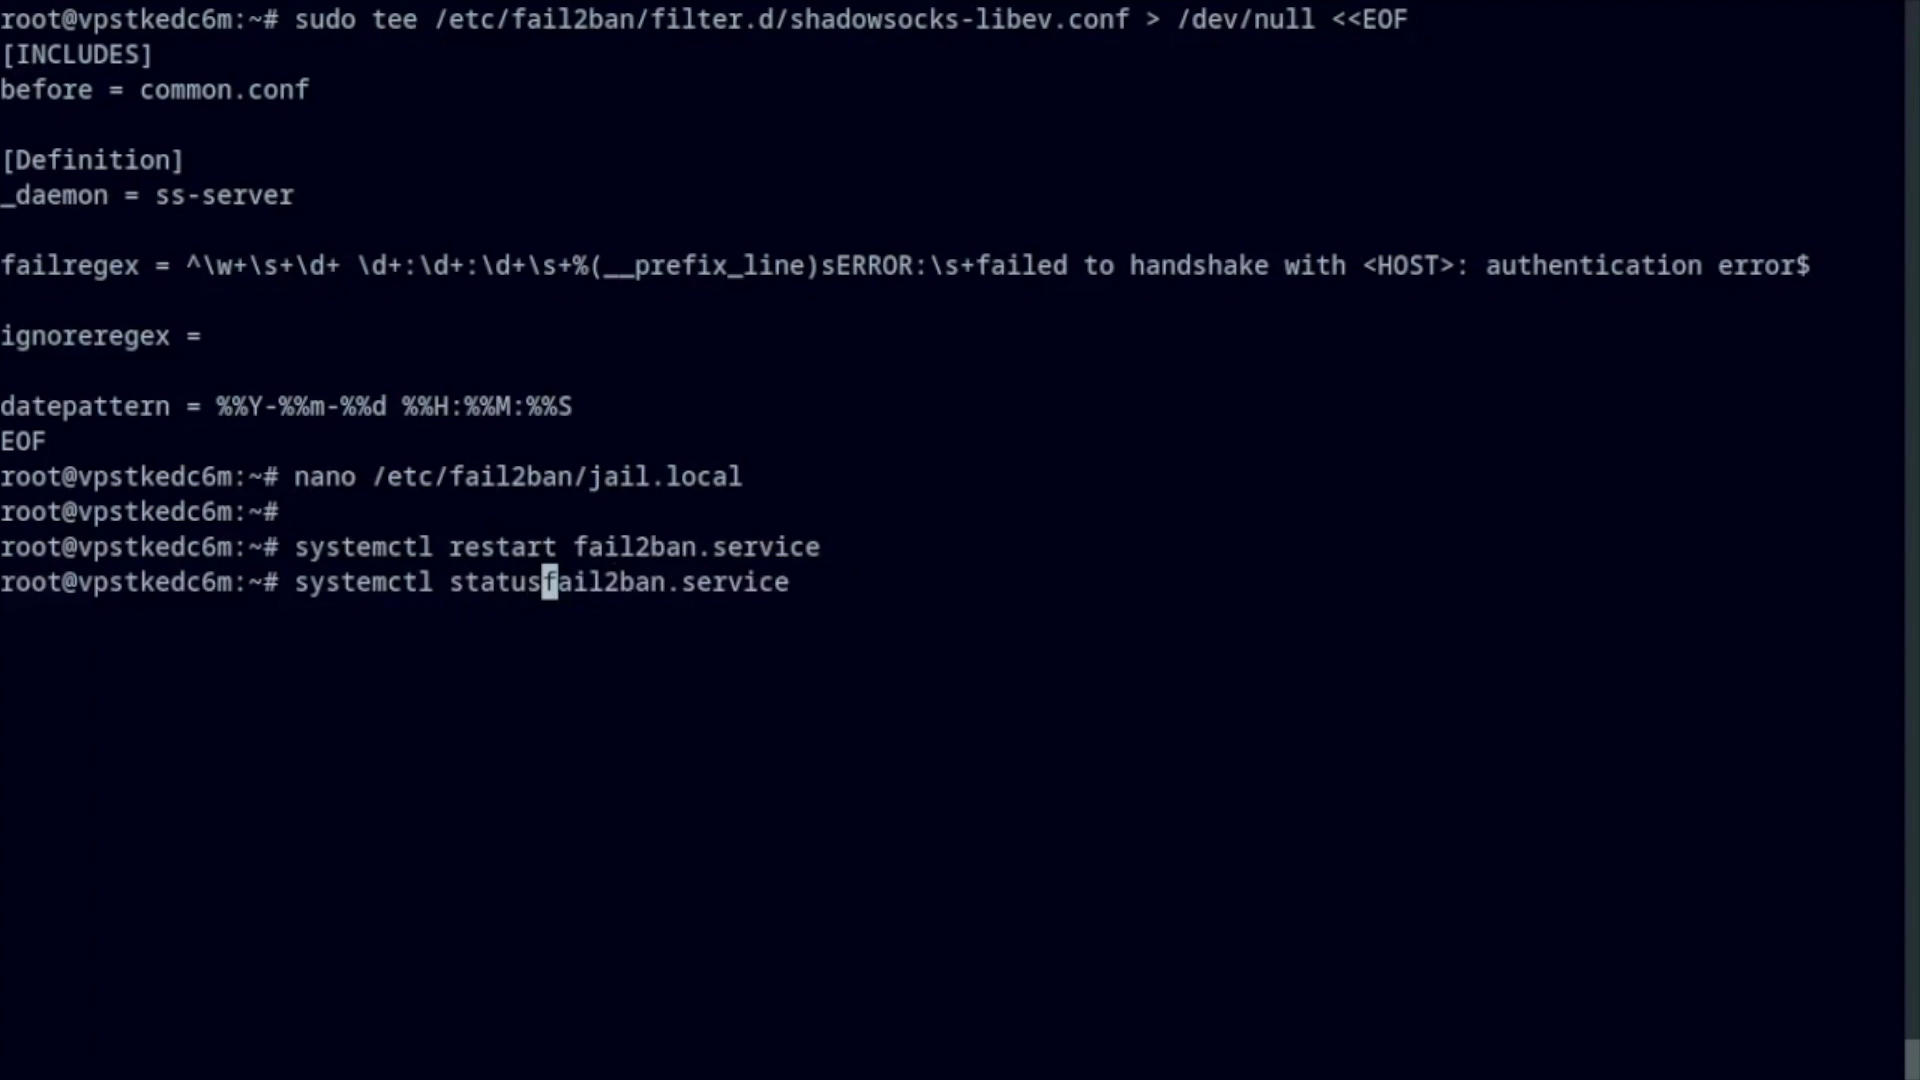 root@vpstkedc6m:~# sudo tee /etc/fail2ban/filter.d/shadowsocks-libev.conf > /dev/null <<EOF
[INCLUDES]
before = common.conf
[Definition]
_daemon = ss-server
failregex = ^\w+\s+\d+ \d+:\d+:\d+\s+%(__prefix_line)sERROR:\s+failed to handshake with <HOST>: authentication error$
ignoreregex =
datepattern = %%Y-%%m-%%d %%H:%%M:%%S
EOF
root@vpstkedc6m:~# nano /etc/fail2ban/jail.local
root@vpstkedc6m:~#
root@vpstkedc6m:~# systemctl restart fail2ban.service
root@vpstkedc6m:~# systemctl statusfail2ban.service